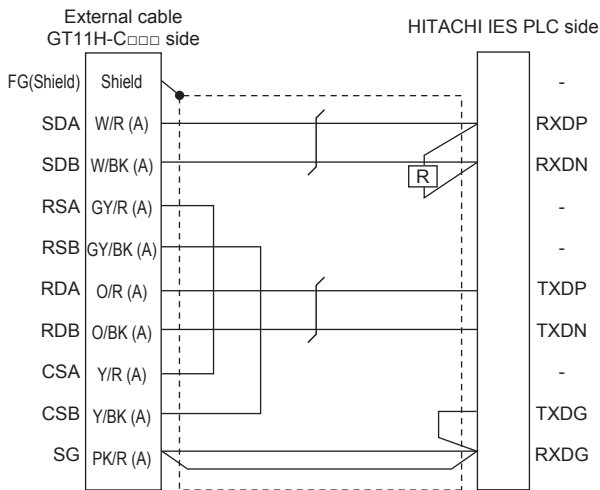 External cable
GT11H-C□□□ side
HITACHI IES PLC side
FG(Shield) Shield -
SDA W/R (A) RXDP
SDB W/BK (A) R RXDN
RSA GY/R (A) -
RSB GY/BK (A) -
RDA O/R (A) TXDP
RDB O/BK (A) TXDN
CSA Y/R (A) -
CSB Y/BK (A) TXDG
SG PK/R (A) RXDG